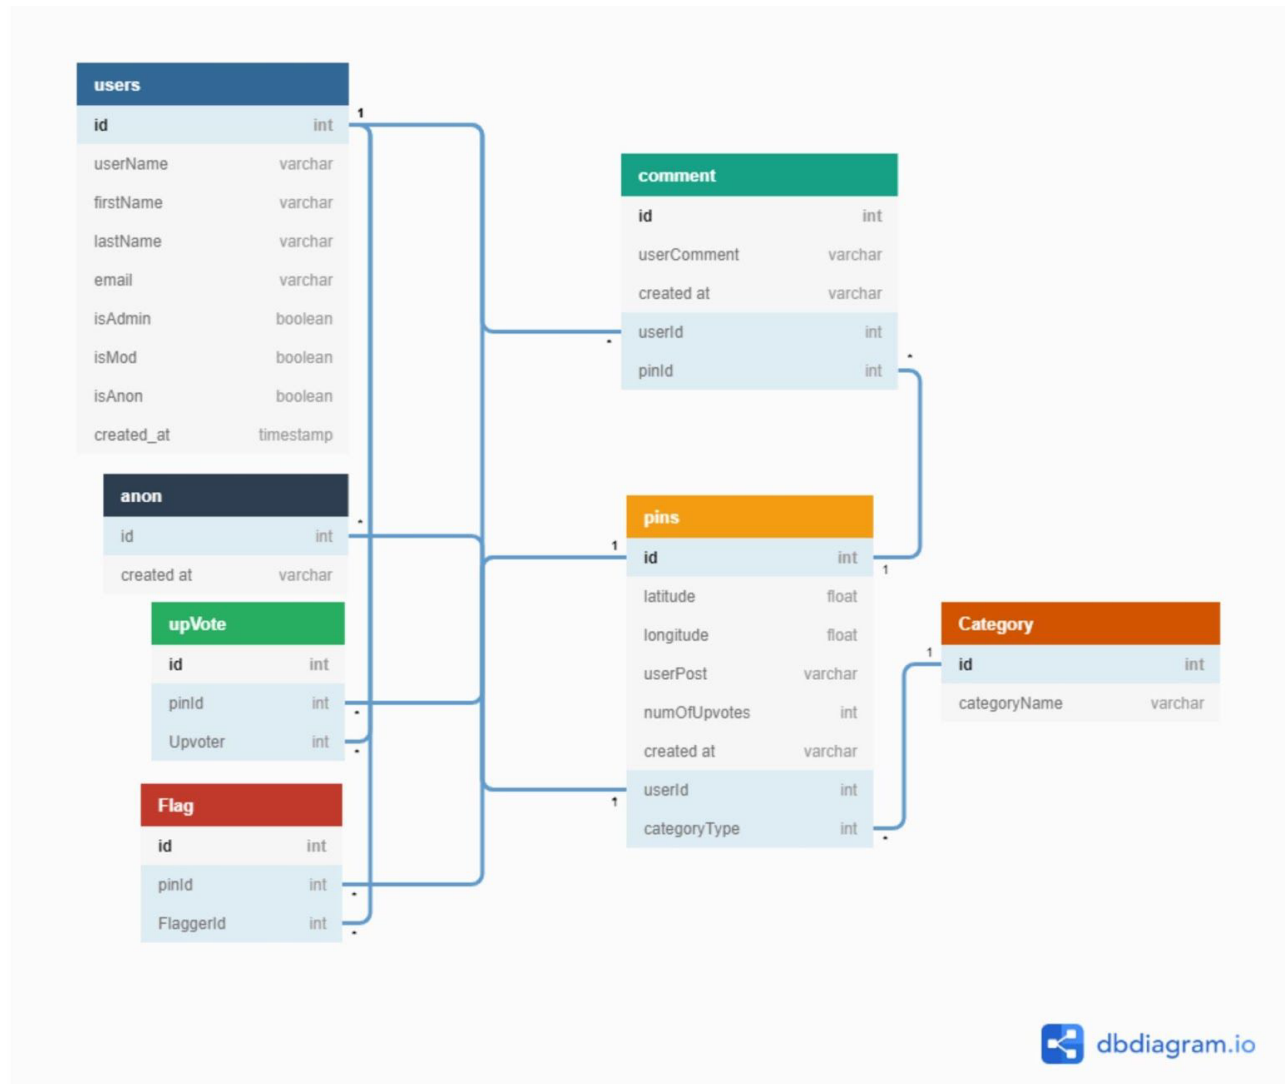 users
id int
userName varchar
firstName varchar
lastName varchar
email varchar
isAdmin boolean
isMod boolean
isAnon boolean
created_at timestamp
1
*
anon
id int
created at varchar
upVote
id int
pinId int
*
Upvoter int
*
Flag
id int
pinId int
*
FlaggerId int
*
comment
id int
userComment varchar
created at varchar
userId int
*
pinId int
*
pins
1
id int
1
latitude float
longitude float
userPost varchar
numOfUpvotes int
created at varchar
userId int
1
categoryType int
*
Category
1
id int
categoryName varchar
dbdiagram.io